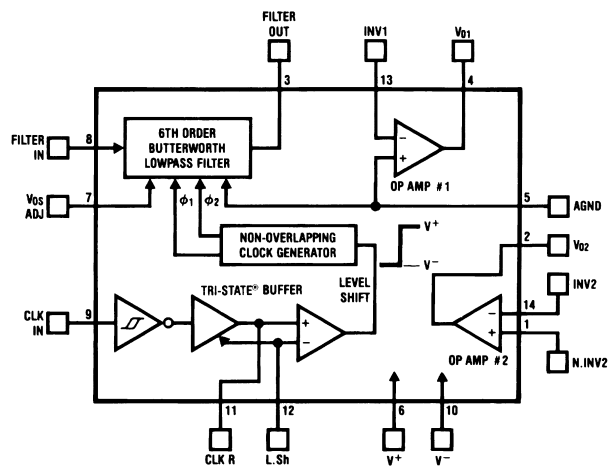 FILTER
OUT
INV1
V01
3
13
4
FILTER
IN
8
6TH ORDER
BUTTERWORTH
LOWPASS FILTER
−
+
OP AMP #1
VOS
ADJ
7
ϕ1
ϕ2
5
AGND
NON-OVERLAPPING
CLOCK GENERATOR
V+
V−
2
V02
LEVEL
SHIFT
TRI-STATE® BUFFER
INV2
14
CLK
IN
9
+
−
−
+
1
OP AMP #2
N.INV2
11
12
6
10
CLK R
L.Sh
V+
V−